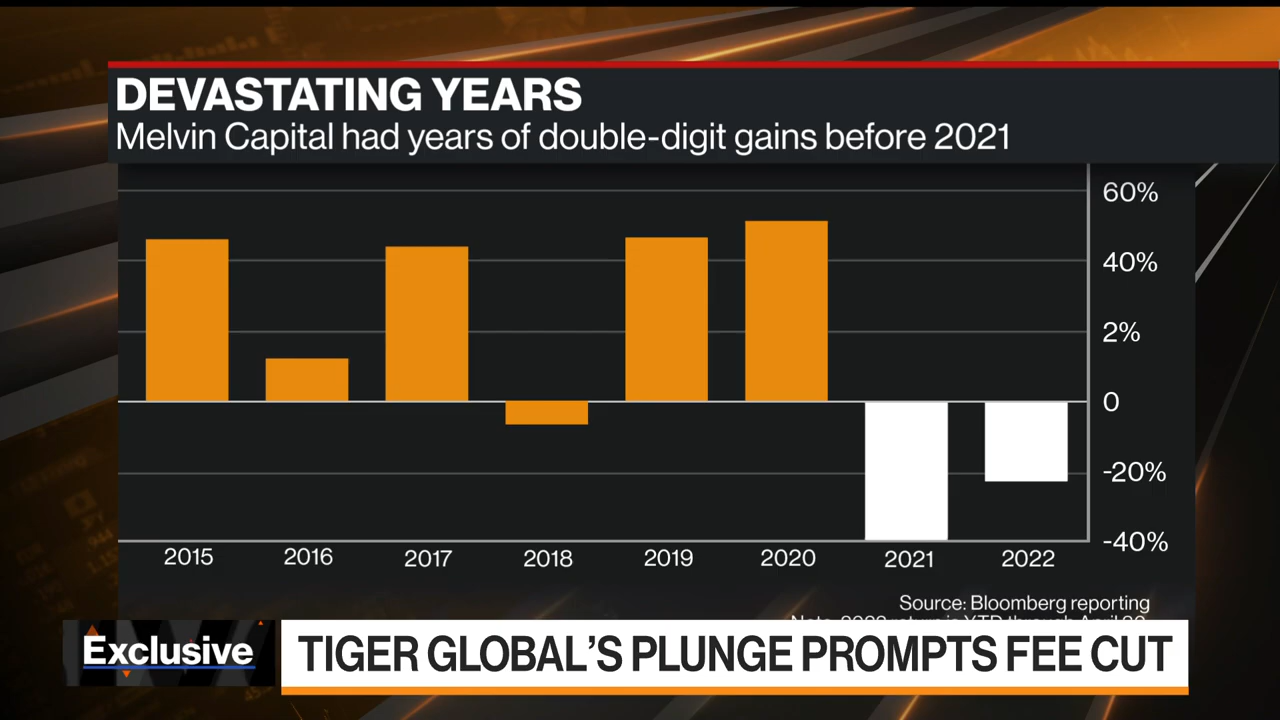 DEVASTATING YEARS
Melvin Capital had years of double-digit gains before 2021
60%
40%
2%
0
-20%
-40%
2015 2016 2017 2018 2019 2020 2021 2022
Source: Bloomberg reporting
Exclusive
TIGER GLOBAL'S PLUNGE PROMPTS FEE CUT